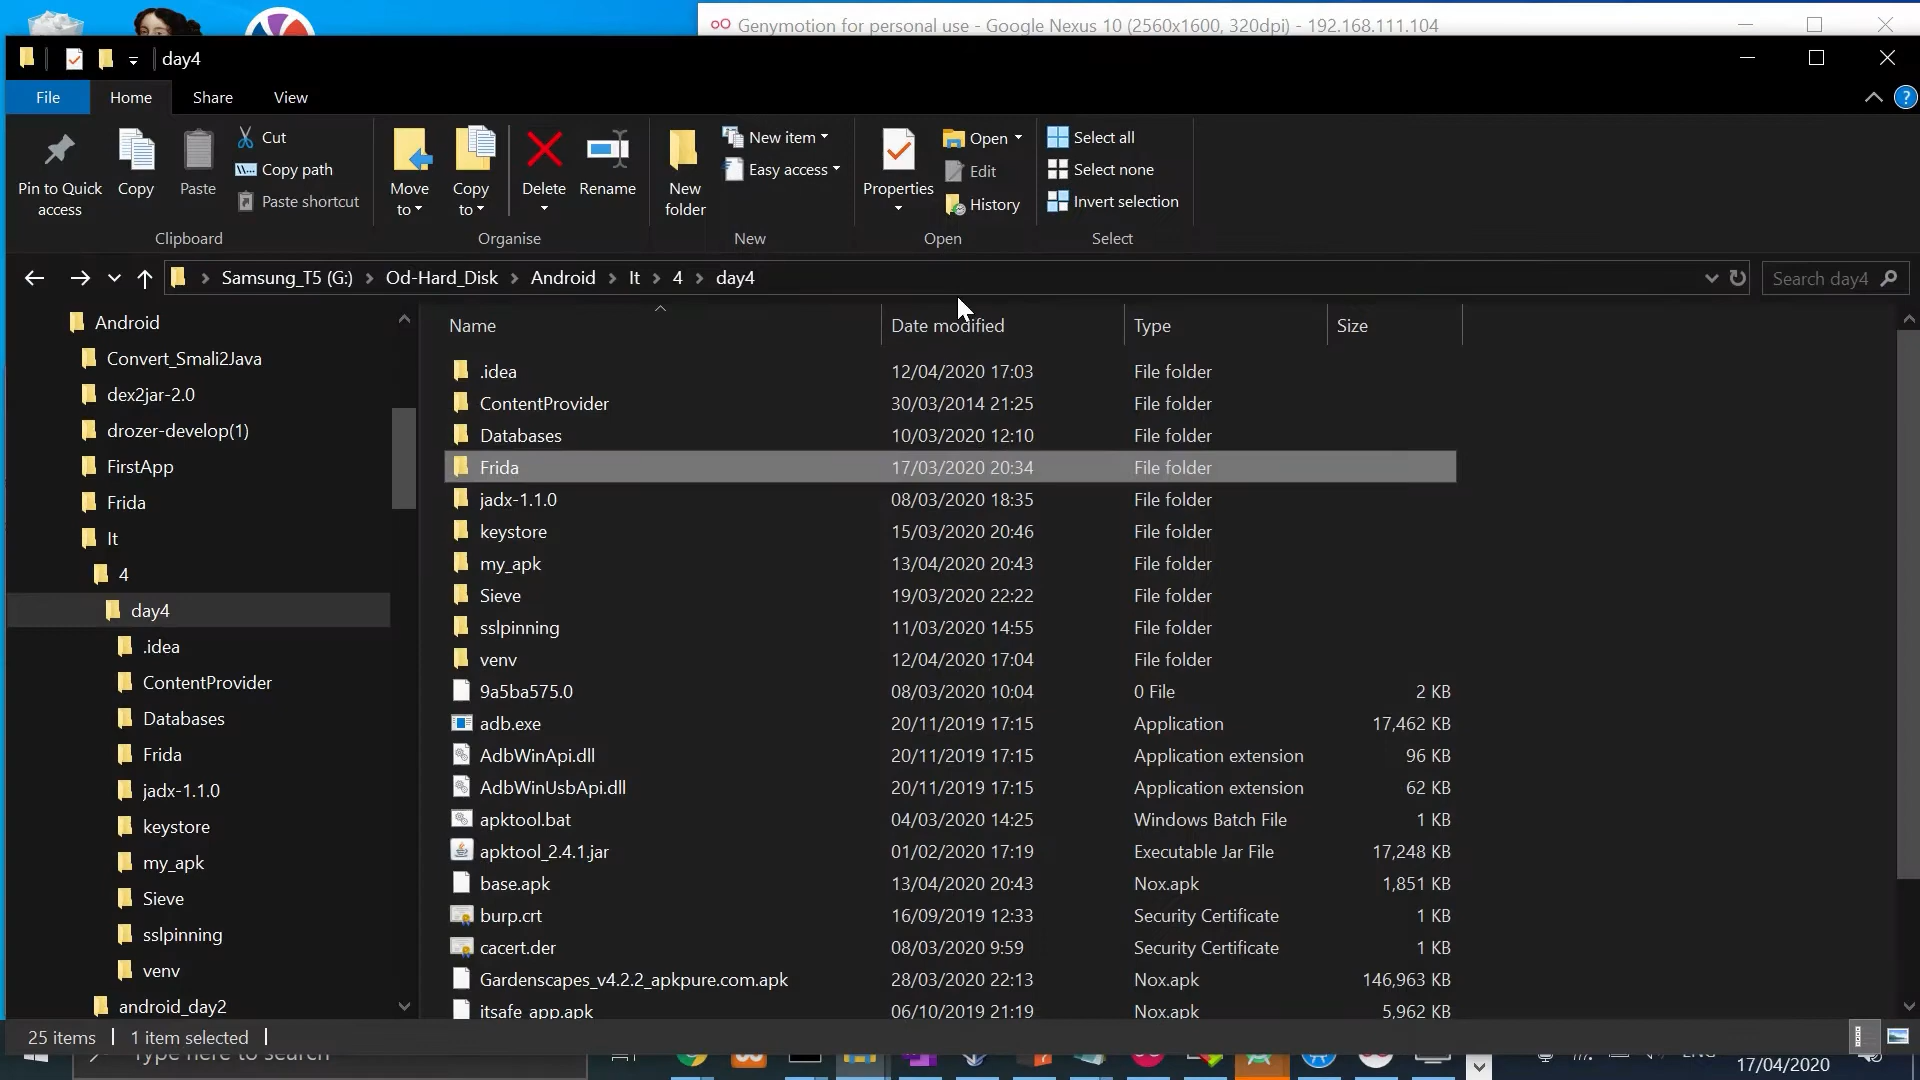 Genymotion for personal use - Google Nexus 10 (2560x1600, 320dpi) - 192.168.111.104
day4
File Home Share View
Pin to Quick access
Copy
Paste
Cut
Copy path
Paste shortcut
Clipboard
Move to
Copy to
Delete
Rename
Organise
New folder
New item
Easy access
New
Properties
Open
Edit
History
Open
Select all
Select none
Invert selection
Select
Samsung_T5 (G:) Od-Hard_Disk Android It 4 day4
Search day4
Android
Convert_Smali2Java
dex2jar-2.0
drozer-develop(1)
FirstApp
Frida
It
4
day4
.idea
ContentProvider
Databases
Frida
jadx-1.1.0
keystore
my_apk
Sieve
sslpinning
venv
android_day2
Name Date modified Type Size
.idea 12/04/2020 17:03 File folder
ContentProvider 30/03/2014 21:25 File folder
Databases 10/03/2020 12:10 File folder
Frida 17/03/2020 20:34 File folder
jadx-1.1.0 08/03/2020 18:35 File folder
keystore 15/03/2020 20:46 File folder
my_apk 13/04/2020 20:43 File folder
Sieve 19/03/2020 22:22 File folder
sslpinning 11/03/2020 14:55 File folder
venv 12/04/2020 17:04 File folder
9a5ba575.0 08/03/2020 10:04 0 File 2 KB
adb.exe 20/11/2019 17:15 Application 17,462 KB
AdbWinApi.dll 20/11/2019 17:15 Application extension 96 KB
AdbWinUsbApi.dll 20/11/2019 17:15 Application extension 62 KB
apktool.bat 04/03/2020 14:25 Windows Batch File 1 KB
apktool_2.4.1.jar 01/02/2020 17:19 Executable Jar File 17,248 KB
base.apk 13/04/2020 20:43 Nox.apk 1,851 KB
burp.crt 16/09/2019 12:33 Security Certificate 1 KB
cacert.der 08/03/2020 9:59 Security Certificate 1 KB
Gardenscapes_v4.2.2_apkpure.com.apk 28/03/2020 22:13 Nox.apk 146,963 KB
itsafe_app.apk 06/10/2019 21:19 Nox.apk 5,962 KB
25 items 1 item selected
Type here to search
17/04/2020